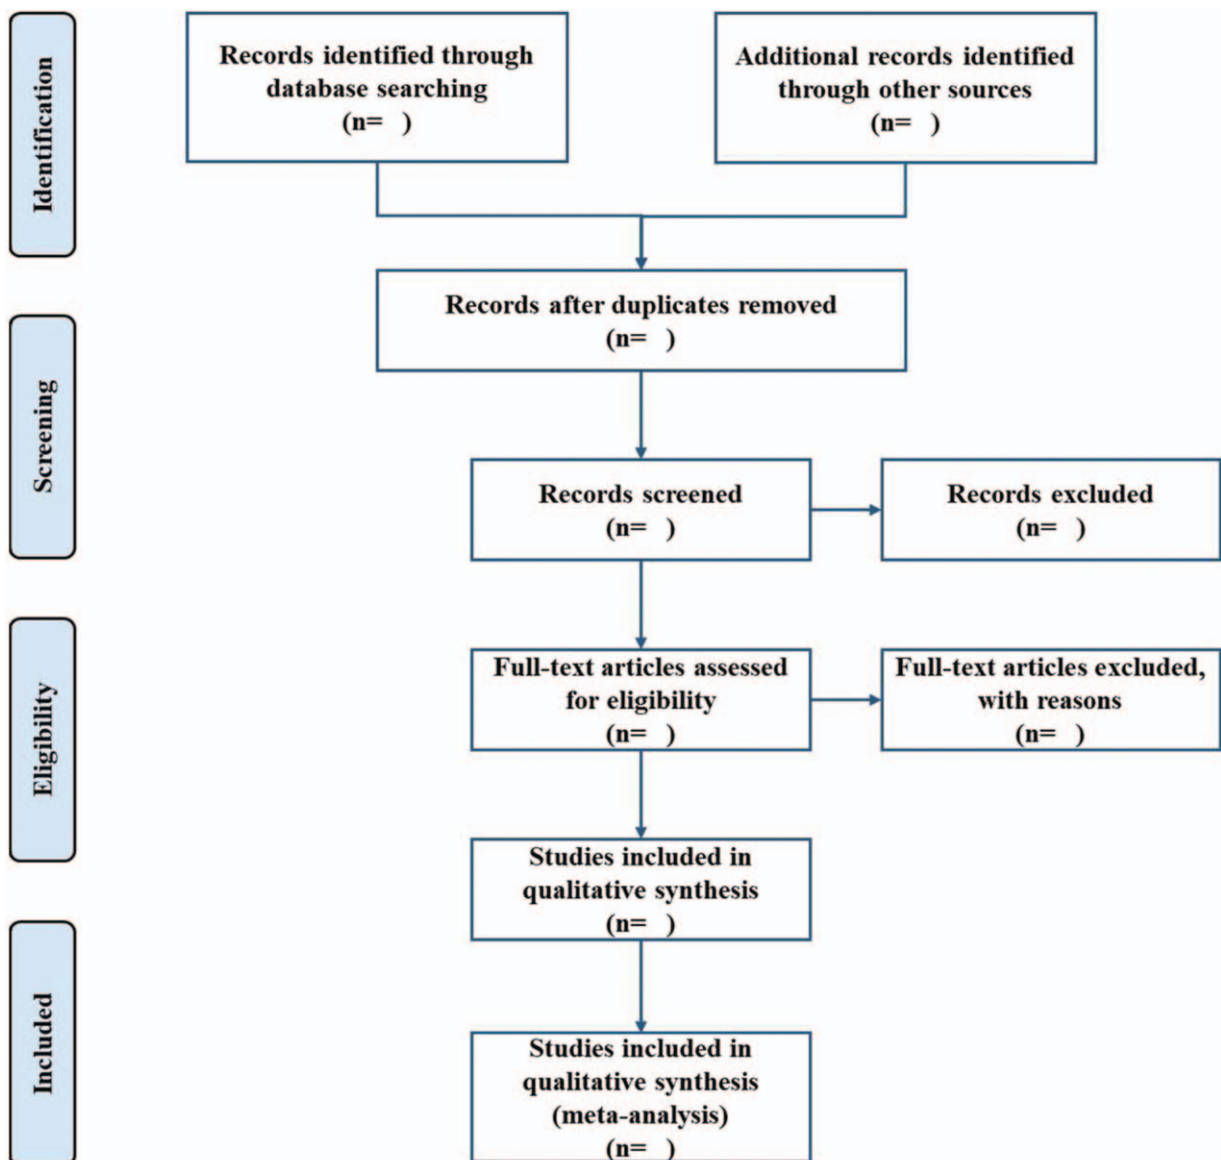 Identification
Records identified through
database searching
(n=   )
Additional records identified
through other sources
(n=   )
Records after duplicates removed
(n=   )
Screening
Records screened
(n=   )
Records excluded
(n=   )
Eligibility
Full-text articles assessed
for eligibility
(n=   )
Full-text articles excluded,
with reasons
(n=   )
Studies included in
qualitative synthesis
(n=   )
Included
Studies included in
qualitative synthesis
(meta-analysis)
(n=   )